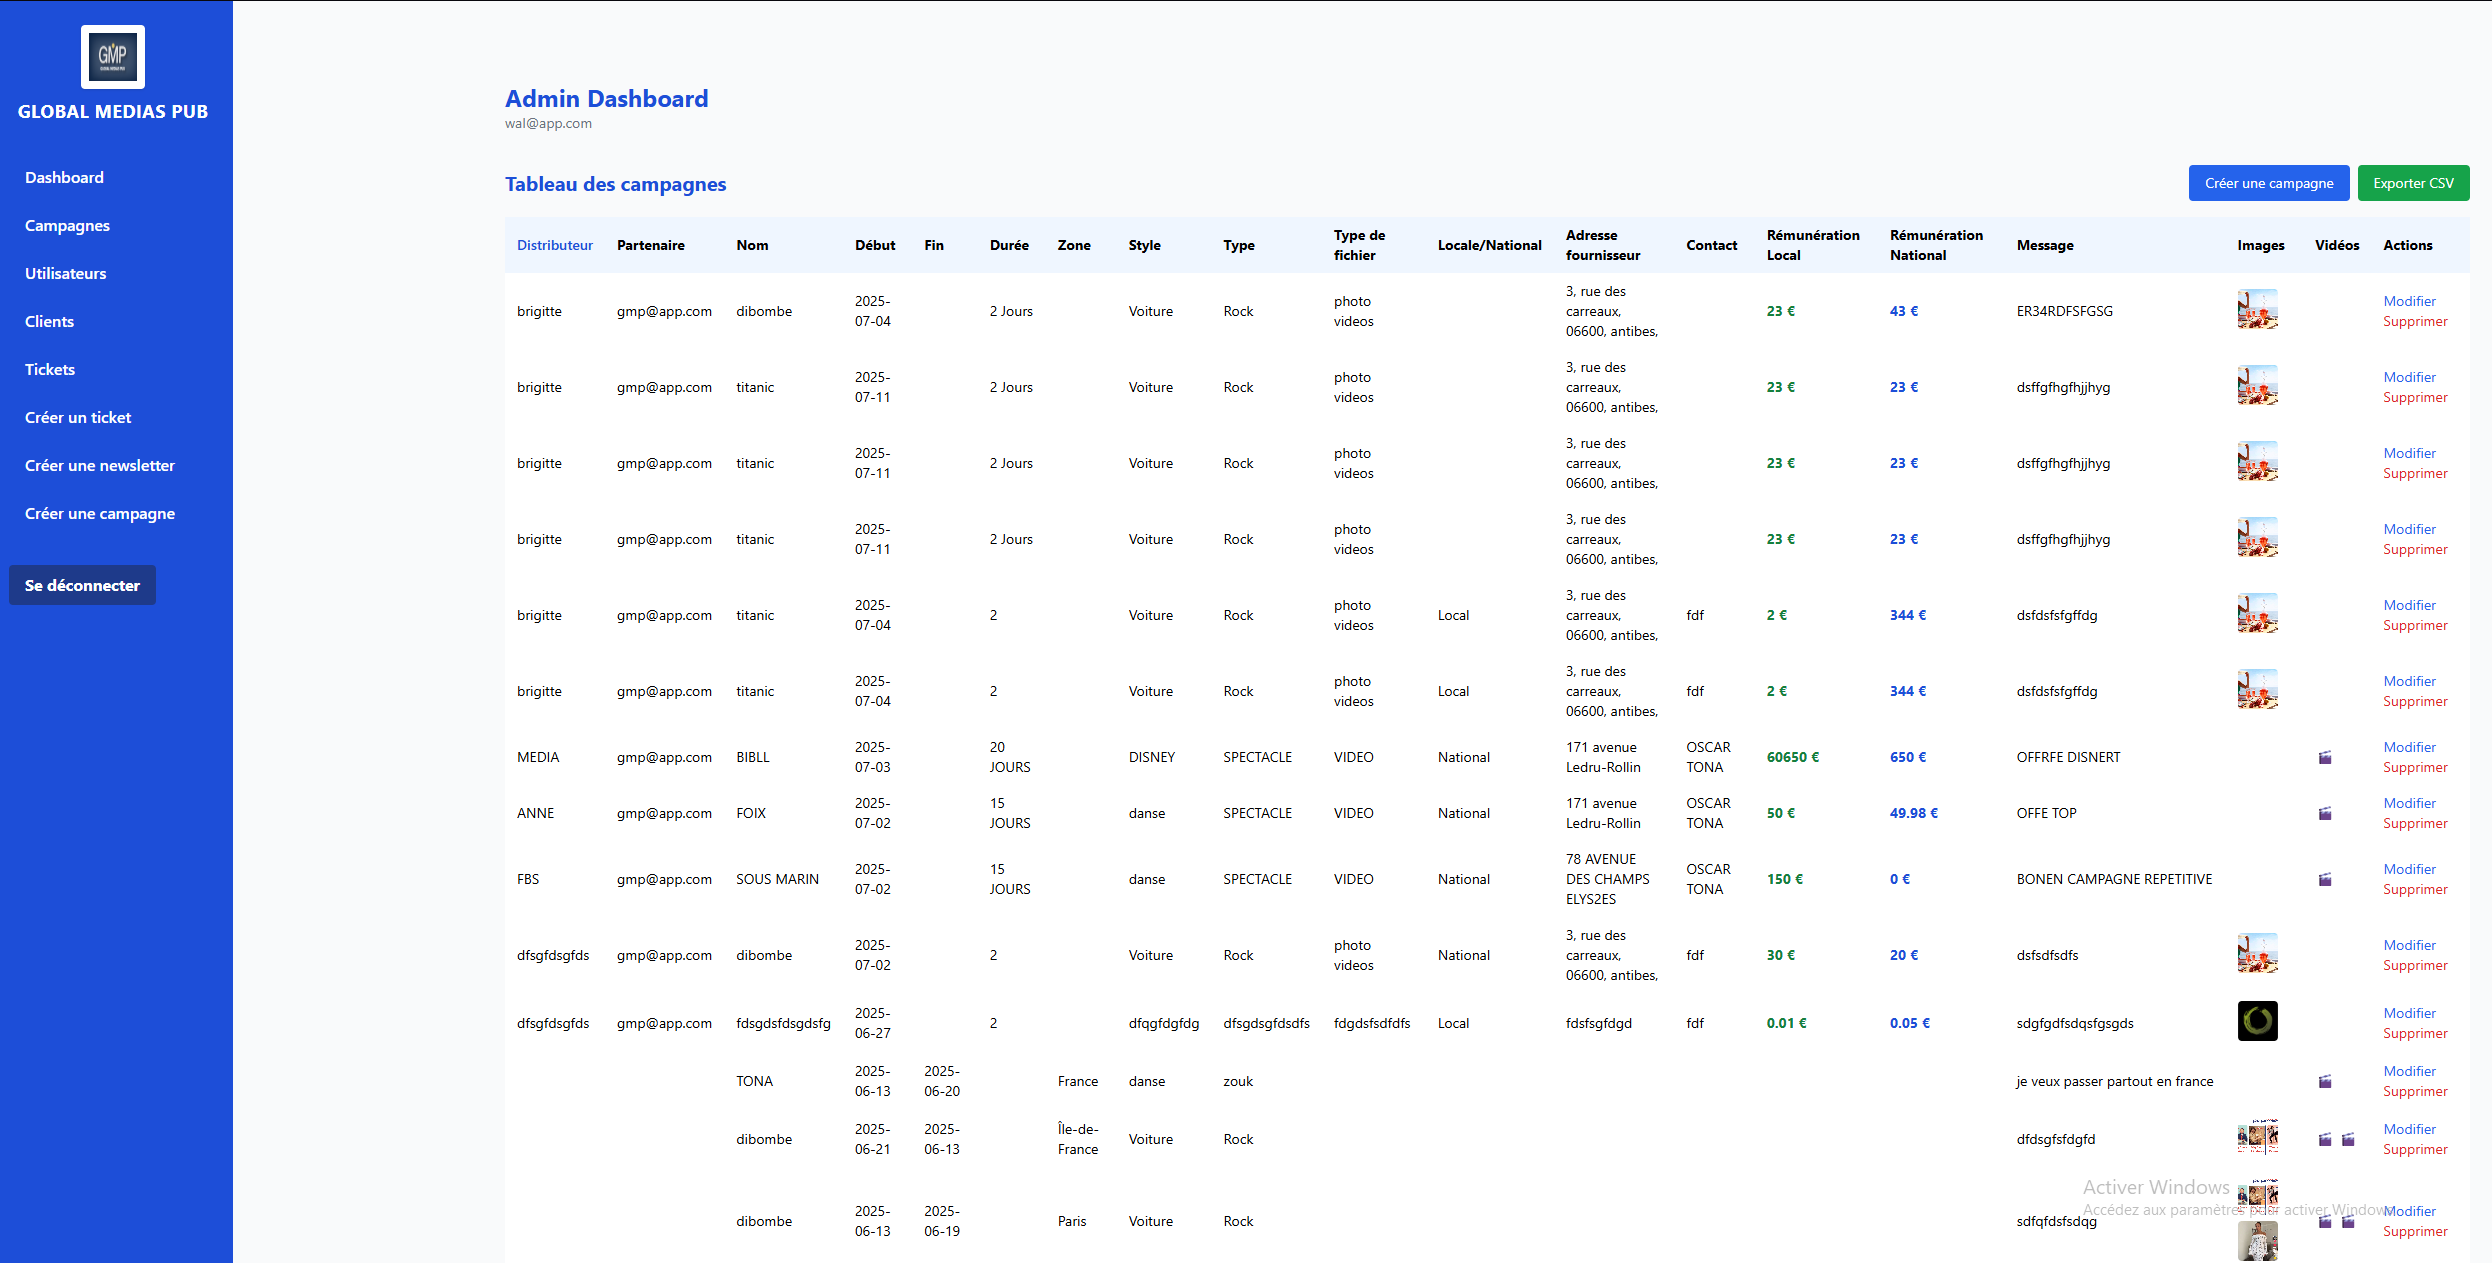 GMP
GLOBAL MEDIAS PUB
GLOBAL MEDIAS PUB
Dashboard
Campagnes
Utilisateurs
Clients
Tickets
Créer un ticket
Créer une newsletter
Créer une campagne
Se déconnecter
Admin Dashboard
wal@app.com
Tableau des campagnes
Créer une campagne Exporter CSV
Distributeur Partenaire Nom Début Fin Durée Zone Style Type Type de fichier Locale/National Adresse fournisseur Contact Rémunération Local Rémunération National Message Images Vidéos Actions
brigitte gmp@app.com dibombe 2025-07-04 2 Jours Voiture Rock photo videos 3, rue des carreaux, 06600, antibes, 23 € 43 € ER34RDFSFGSG Modifier Supprimer
brigitte gmp@app.com titanic 2025-07-11 2 Jours Voiture Rock photo videos 3, rue des carreaux, 06600, antibes, 23 € 23 € dsffgfhgfhjjhyg Modifier Supprimer
brigitte gmp@app.com titanic 2025-07-11 2 Jours Voiture Rock photo videos 3, rue des carreaux, 06600, antibes, 23 € 23 € dsffgfhgfhjjhyg Modifier Supprimer
brigitte gmp@app.com titanic 2025-07-11 2 Jours Voiture Rock photo videos 3, rue des carreaux, 06600, antibes, 23 € 23 € dsffgfhgfhjjhyg Modifier Supprimer
brigitte gmp@app.com titanic 2025-07-04 2 Voiture Rock photo videos Local 3, rue des carreaux, 06600, antibes, fdf 2 € 344 € dsfdsfsfgffdg Modifier Supprimer
brigitte gmp@app.com titanic 2025-07-04 2 Voiture Rock photo videos Local 3, rue des carreaux, 06600, antibes, fdf 2 € 344 € dsfdsfsfgffdg Modifier Supprimer
MEDIA gmp@app.com BIBLL 2025-07-03 20 JOURS DISNEY SPECTACLE VIDEO National 171 avenue Ledru-Rollin OSCAR TONA 60650 € 650 € OFFRFE DISNERT Modifier Supprimer
ANNE gmp@app.com FOIX 2025-07-02 15 JOURS danse SPECTACLE VIDEO National 171 avenue Ledru-Rollin OSCAR TONA 50 € 49.98 € OFFE TOP Modifier Supprimer
FBS gmp@app.com SOUS MARIN 2025-07-02 15 JOURS danse SPECTACLE VIDEO National 78 AVENUE DES CHAMPS ELYS2ES OSCAR TONA 150 € 0 € BONEN CAMPAGNE REPETITIVE Modifier Supprimer
dfsgfdsgfds gmp@app.com dibombe 2025-07-02 2 Voiture Rock photo videos National 3, rue des carreaux, 06600, antibes, fdf 30 € 20 € dsfsdfsdfs Modifier Supprimer
dfsgfdsgfds gmp@app.com fdsgdsfdsgdsfg 2025-06-27 2 dfqgfdgfdg dfsgdsgfdsdfs fdgdsfsdfdfs Local fdsfsgfdgd fdf 0.01 € 0.05 € sdgfgdfsdqsfgsgds Modifier Supprimer
TONA 2025-06-13 2025-06-20 France danse zouk je veux passer partout en france Modifier Supprimer
dibombe 2025-06-21 2025-06-13 Île-de-France Voiture Rock dfdsgfsfdgfd Modifier Supprimer
dibombe 2025-06-13 2025-06-19 Paris Voiture Rock sdfqfdsfsdqg Modifier Supprimer
Activer Windows
Accédez aux paramètres pour activer Windows.